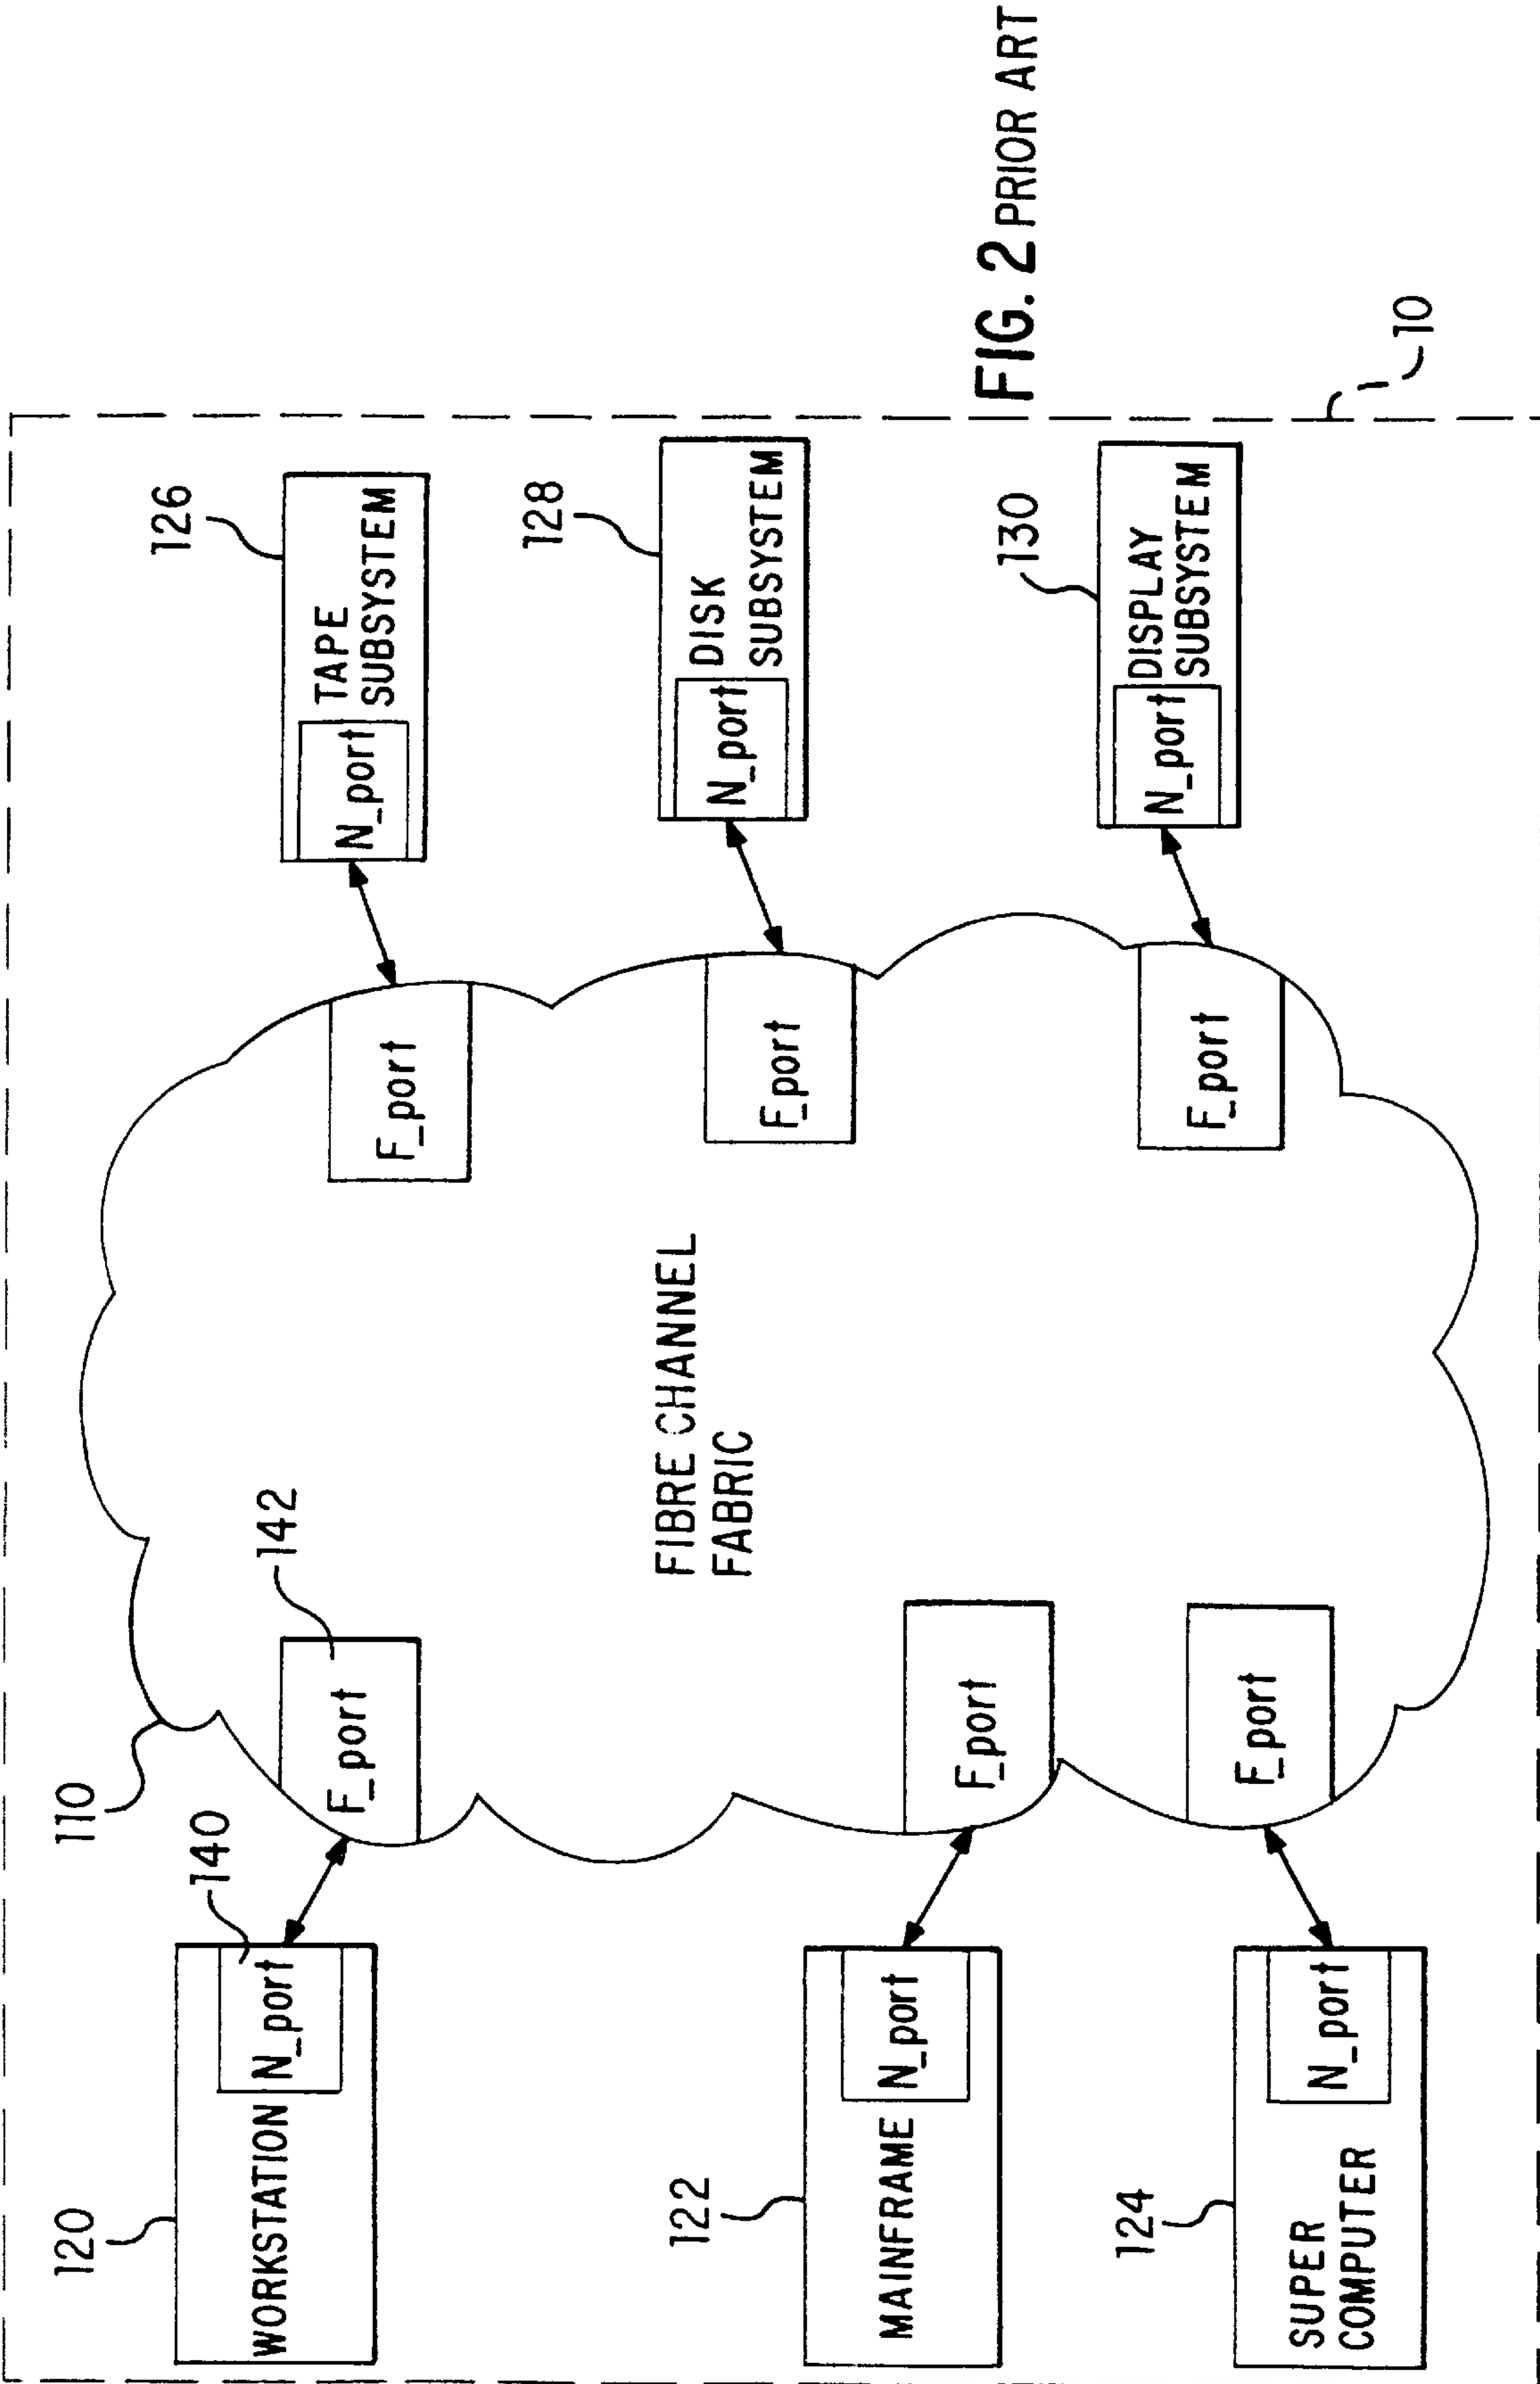 120
WORKSTATION
N_port
140
110
F_port
142
122
MAINFRAME
N_port
F_port
124
SUPER
COMPUTER
N_port
F_port
FIBRE CHANNEL
FABRIC
126
TAPE
SUBSYSTEM
N_port
F_port
128
DISK
SUBSYSTEM
N_port
F_port
130
DISPLAY
SUBSYSTEM
N_port
F_port
10
FIG. 2 PRIOR ART